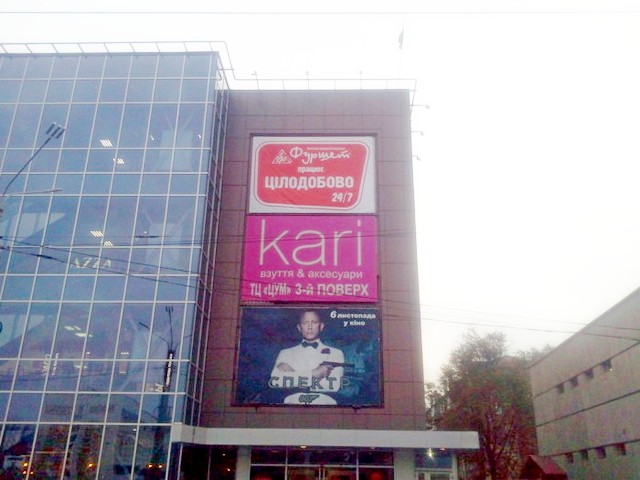 Фуршет
працює
ЦІЛОДОБОВО
24/7
kari
взуття & аксесуари
ТЦ «ЦУМ» 3-й ПОВЕРХ
6 листопада
у кіно
СПЕКТР
007